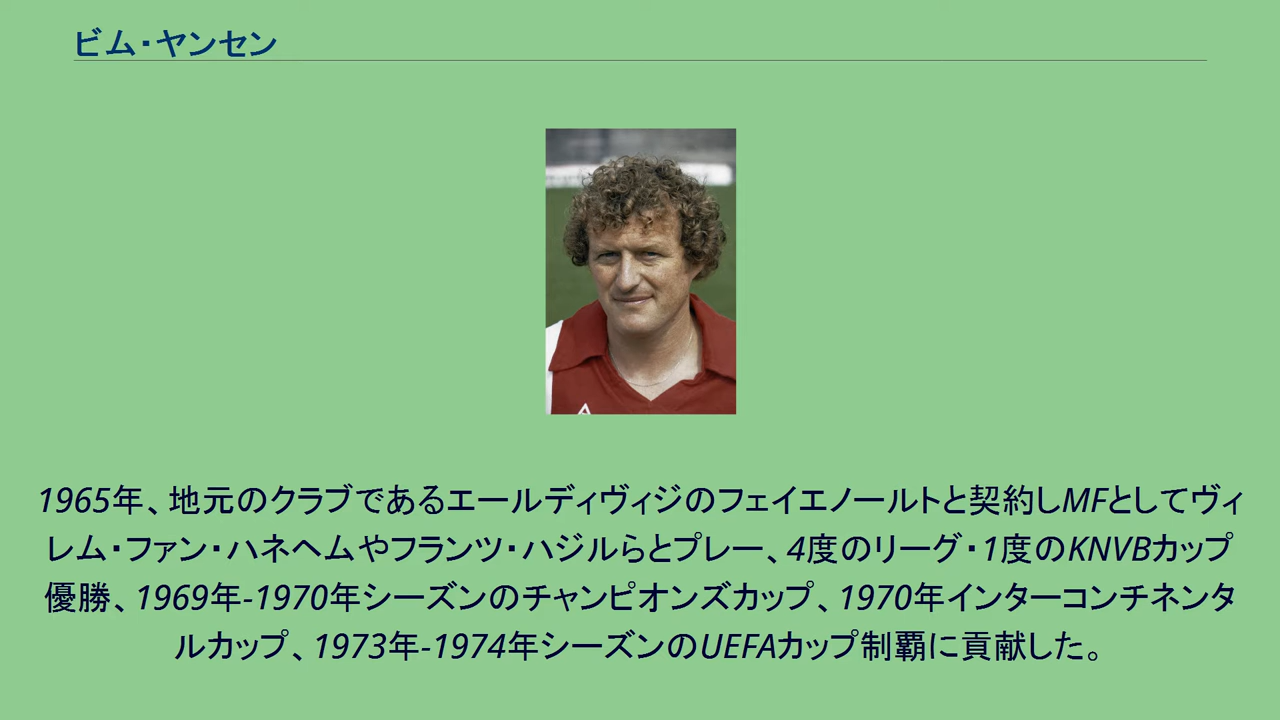 ビム・ヤンセン
1965年、地元のクラブであるエールディヴィジのフェイエノールトと契約しMFとしてヴィ
レム・ファン・ハネヘムやフランツ・ハジルらとプレー、4度のリーグ・1度のKNVBカップ
優勝、1969年-1970年シーズンのチャンピオンズカップ、1970年インターコンチネンタ
ルカップ、1973年-1974年シーズンのUEFAカップ制覇に貢献した。